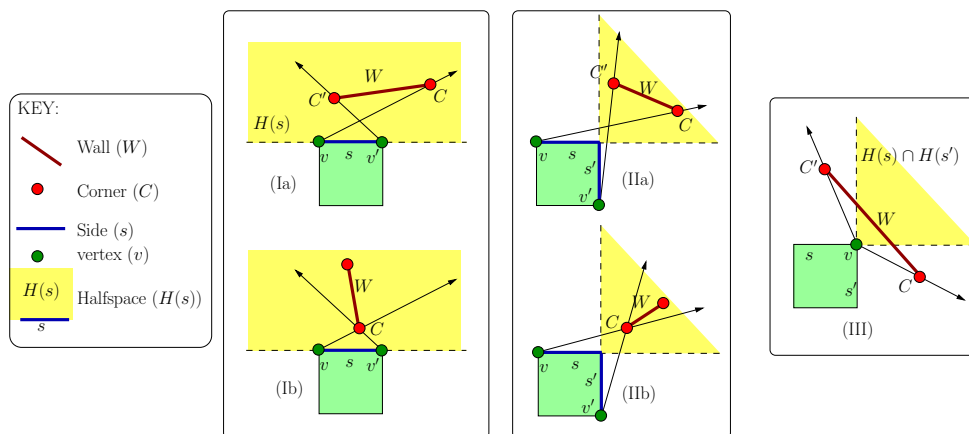 KEY:
Wall (W)
Corner (C)
Side (s)
vertex (v)
H(s)
Halfspace (H(s))
s
W
C'
C
H(s)
v s v'
(Ia)
W
C
v s v'
(Ib)
C''
W
C
v s
s'
v'
(IIa)
W
C
v s
s'
v'
(IIb)
H(s) ∩ H(s')
C'
W
s v
s'
C
(III)